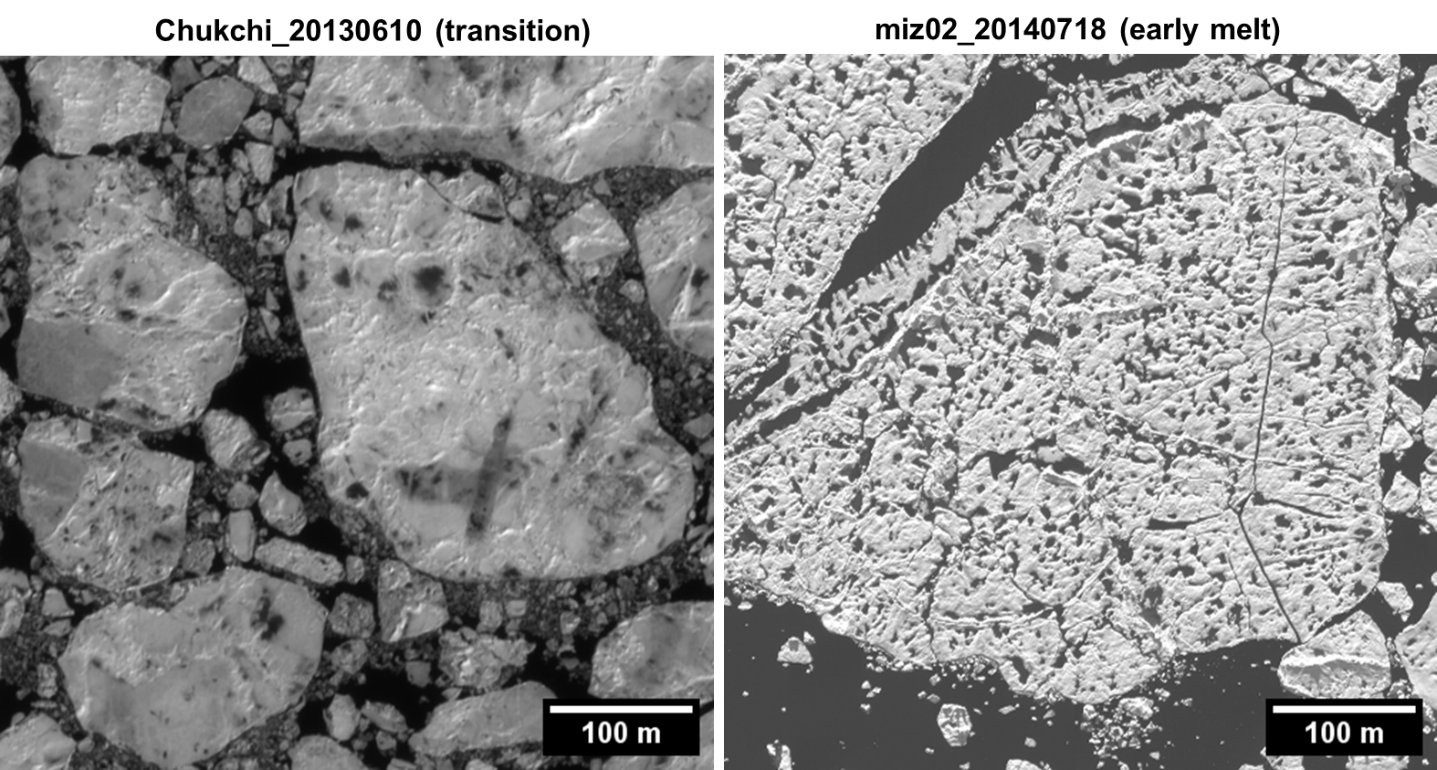 Chukchi_20130610 (transition)
miz02_20140718 (early melt)
100 m
100 m